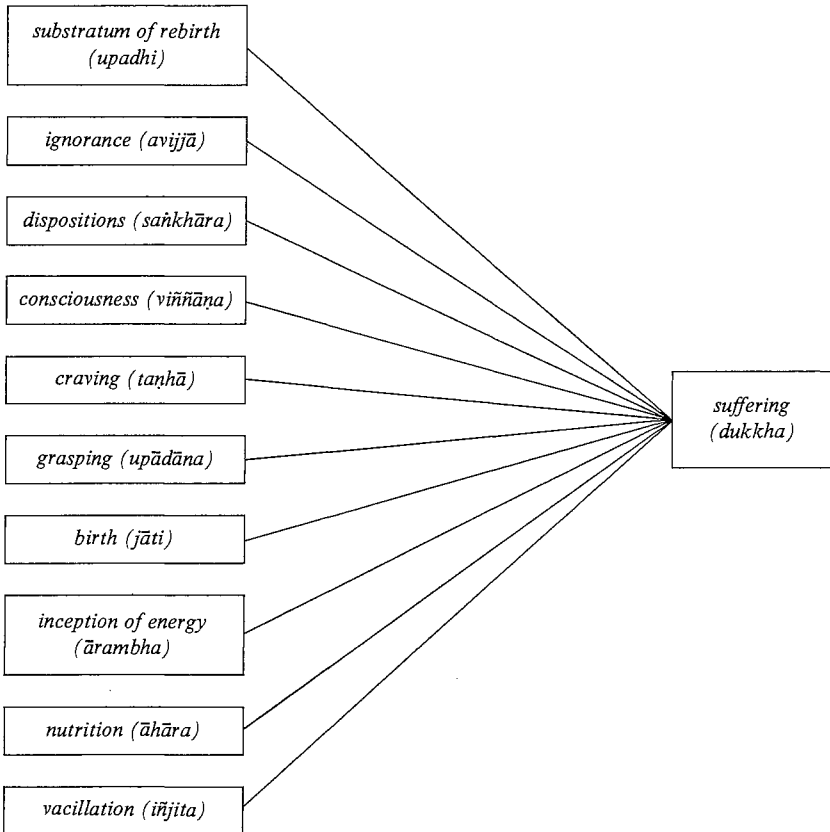 substratum of rebirth
(upadhi)
ignorance (avijjā)
dispositions (saṅkhāra)
consciousness (viññāṇa)
craving (taṇhā)
grasping (upādāna)
birth (jāti)
inception of energy
(ārambha)
nutrition (āhāra)
vacillation (iñjita)
suffering
(dukkha)